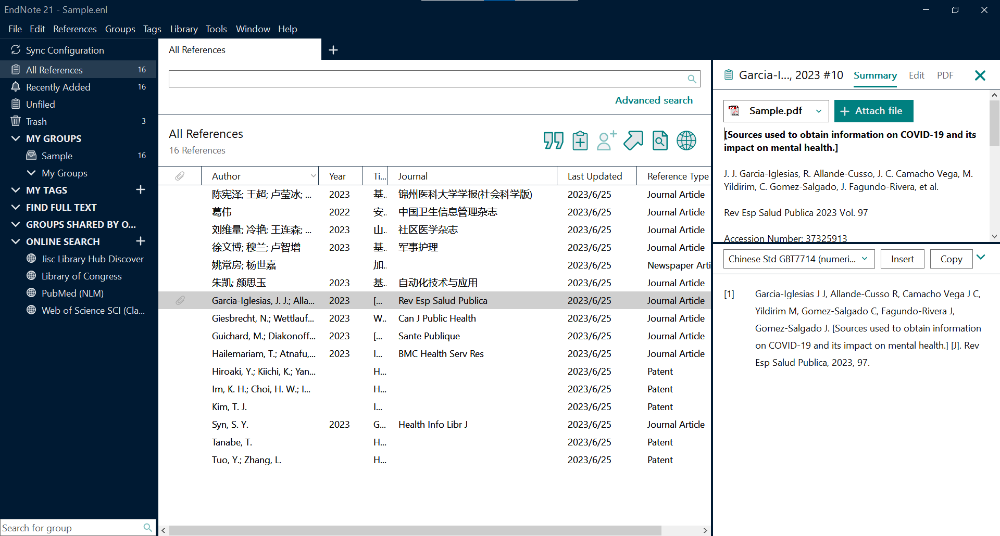 EndNote 21 - Sample.enl
File Edit References Groups Tags Library Tools Window Help
Sync Configuration
All References 16
Recently Added 16
Unfiled
Trash 3
MY GROUPS
Sample 16
My Groups
MY TAGS
FIND FULL TEXT
GROUPS SHARED BY O...
ONLINE SEARCH
Jisc Library Hub Discover
Library of Congress
PubMed (NLM)
Web of Science SCI (Cla...
Search for group
All References
Advanced search
All References
16 References
Author Year Ti... Journal Last Updated Reference Type
陈宪泽; 王超; 卢莹冰; ... 2023 基.. 锦州医科大学学报(社会科学版) 2023/6/25 Journal Article
葛伟 2022 安.. 中国卫生信息管理杂志 2023/6/25 Journal Article
刘维量; 冷艳; 王连森; ... 2023 山.. 社区医学杂志 2023/6/25 Journal Article
徐文博; 穆兰; 卢智增 2023 基.. 军事护理 2023/6/25 Journal Article
姚常房; 杨世嘉 加.. 2023/6/25 Newspaper Arti
朱凯; 颜思玉 2023 基.. 自动化技术与应用 2023/6/25 Journal Article
Garcia-Iglesias, J. J.; Alla... 2023 [... Rev Esp Salud Publica 2023/6/25 Journal Article
Giesbrecht, N.; Wettlauf... 2023 W.. Can J Public Health 2023/6/25 Journal Article
Guichard, M.; Diakonoff... 2023 [... Sante Publique 2023/6/25 Journal Article
Hailemariam, T.; Atnafu,... 2023 I... BMC Health Serv Res 2023/6/25 Journal Article
Hiroaki, Y.; Kiichi, K.; Yan... H... 2023/6/25 Patent
Im, K. H.; Choi, H. W.; I... H... 2023/6/25 Patent
Kim, T. J. I... 2023/6/25 Patent
Syn, S. Y. 2023 G... Health Info Libr J 2023/6/25 Journal Article
Tanabe, T. H... 2023/6/25 Patent
Tuo, Y.; Zhang, L. H... 2023/6/25 Patent
Garcia-I..., 2023 #10 Summary Edit PDF
Sample.pdf + Attach file
[Sources used to obtain information on COVID-19 and its
impact on mental health.]
J. J. Garcia-Iglesias, R. Allande-Cusso, J. C. Camacho Vega, M.
Yildirim, C. Gomez-Salgado, J. Fagundo-Rivera, et al.
Rev Esp Salud Publica 2023 Vol. 97
Accession Number: 37325913
Chinese Std GBT7714 (numeri... Insert Copy
[1] Garcia-Iglesias J J, Allande-Cusso R, Camacho Vega J C,
Yildirim M, Gomez-Salgado C, Fagundo-Rivera J,
Gomez-Salgado J. [Sources used to obtain information
on COVID-19 and its impact on mental health.] [J]. Rev
Esp Salud Publica, 2023, 97.